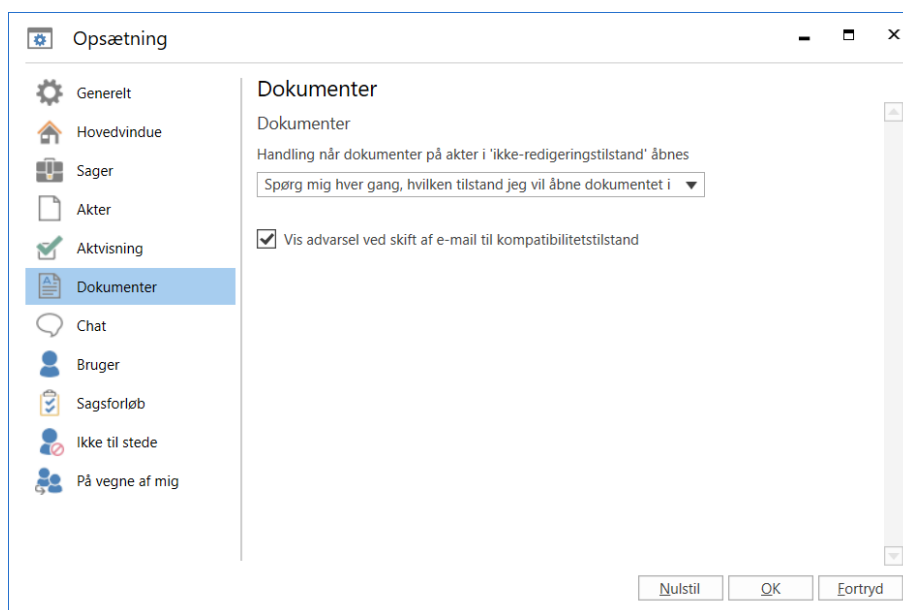 Opsætning
Generelt
Hovedvindue
Sager
Akter
Aktvisning
Dokumenter
Chat
Bruger
Sagsforløb
Ikke til stede
På vegne af mig
Dokumenter
Dokumenter
Handling når dokumenter på akter i 'ikke-redigeringstilstand' åbnes
Spørg mig hver gang, hvilken tilstand jeg vil åbne dokumentet i
Vis advarsel ved skift af e-mail til kompatibilitetstilstand
Nulstil
OK
Fortryd